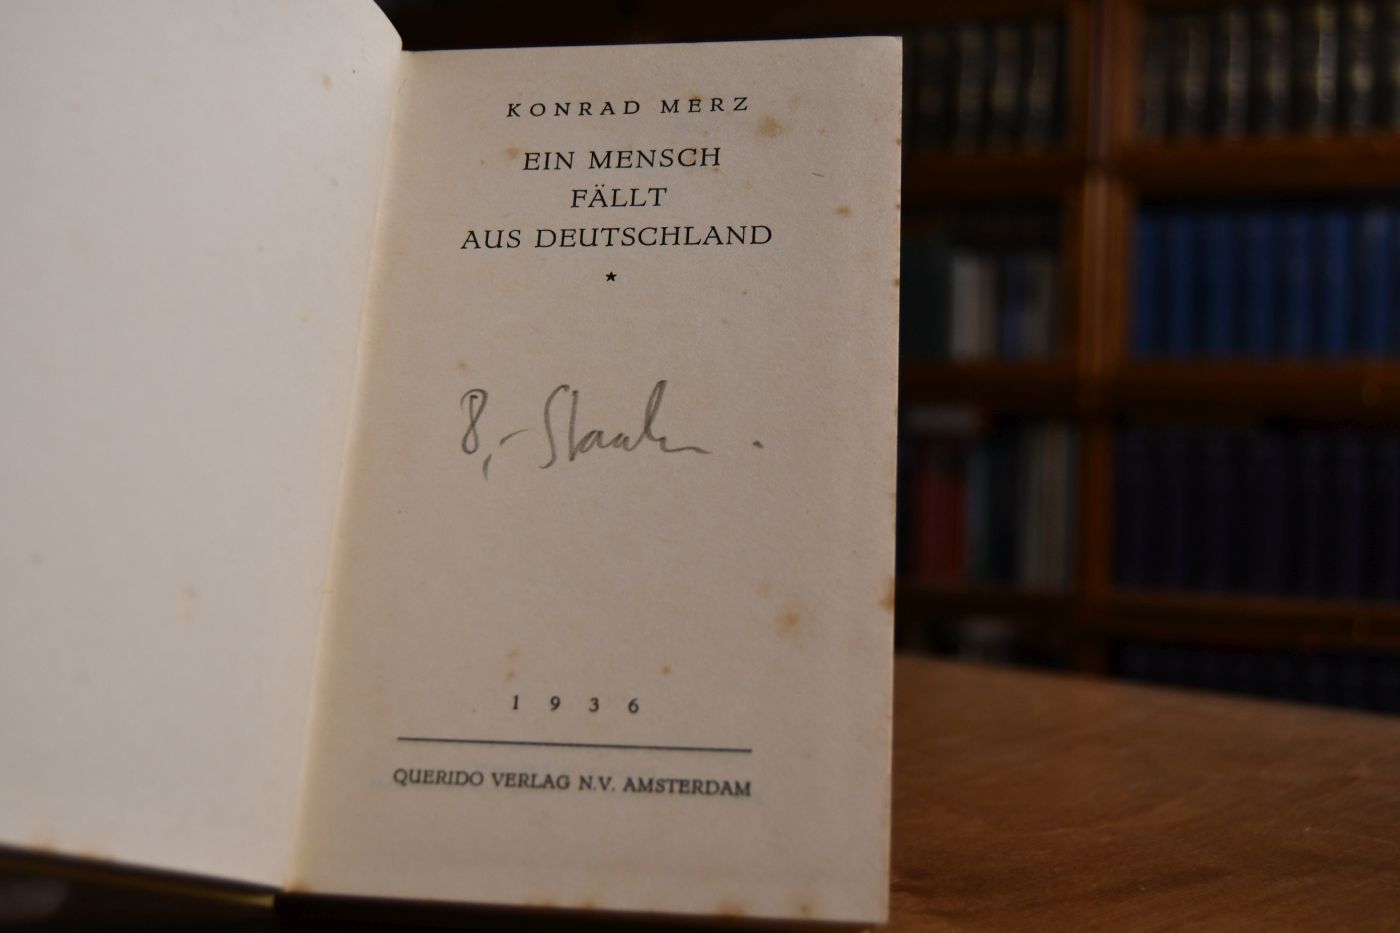 KONRAD MERZ
EIN MENSCH
FÄLLT
AUS DEUTSCHLAND
8,-
1936
QUERIDO VERLAG N.V. AMSTERDAM